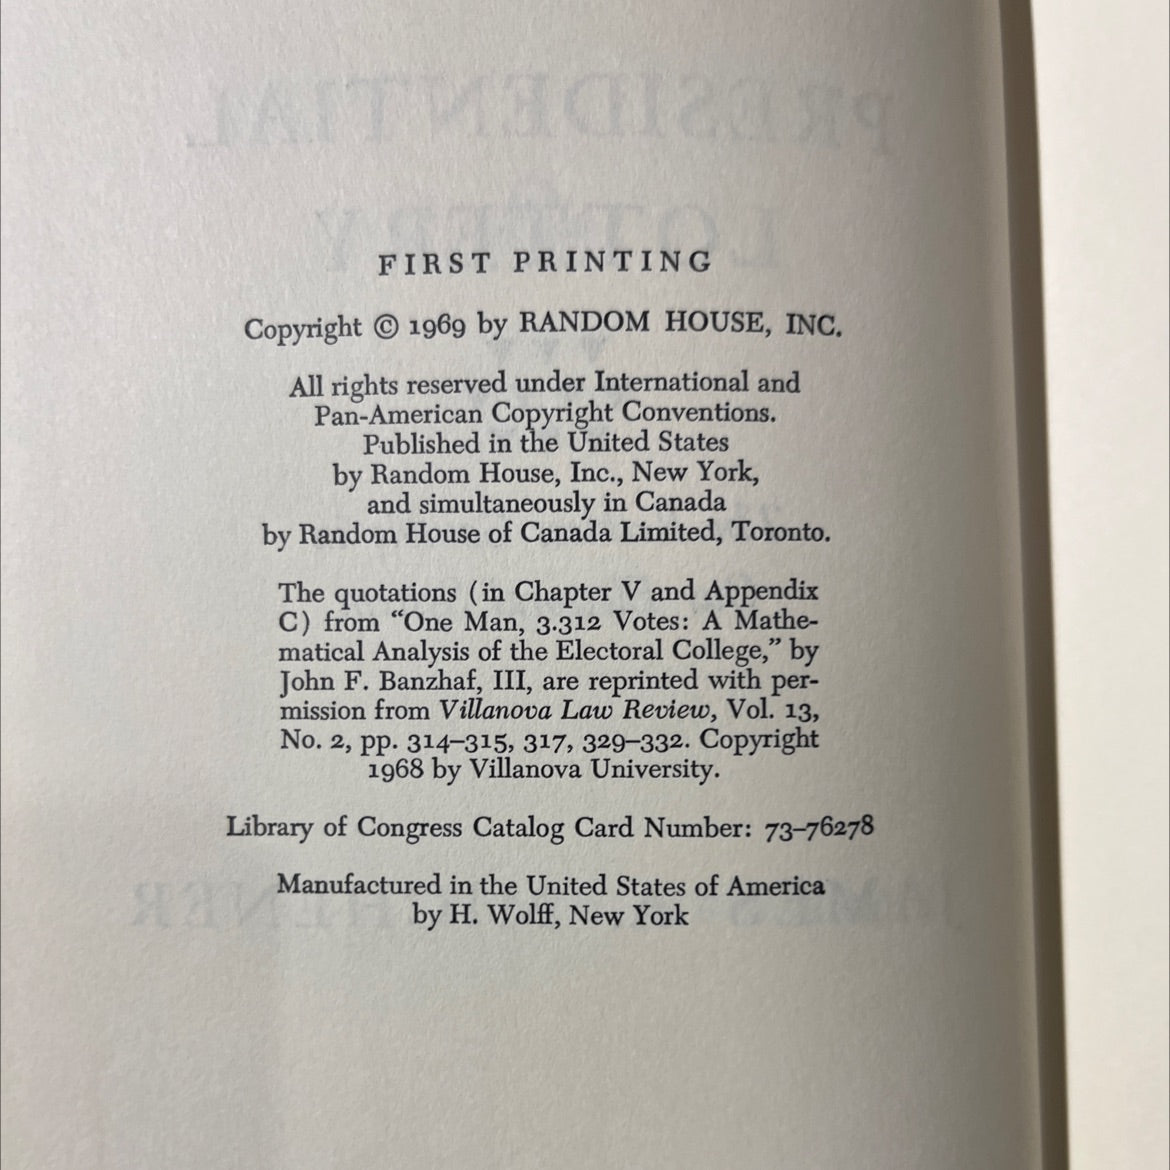 FIRST PRINTING
Copyright © 1969 by RANDOM HOUSE, INC.
All rights reserved under International and
Pan-American Copyright Conventions.
Published in the United States
by Random House, Inc., New York,
and simultaneously in Canada
by Random House of Canada Limited, Toronto.
The quotations (in Chapter V and Appendix
C) from “One Man, 3.312 Votes: A Mathe-
matical Analysis of the Electoral College,” by
John F. Banzhaf, III, are reprinted with per-
mission from Villanova Law Review, Vol. 13,
No. 2, pp. 314–315, 317, 329–332. Copyright
1968 by Villanova University.
Library of Congress Catalog Card Number: 73–76278
Manufactured in the United States of America
by H. Wolff, New York